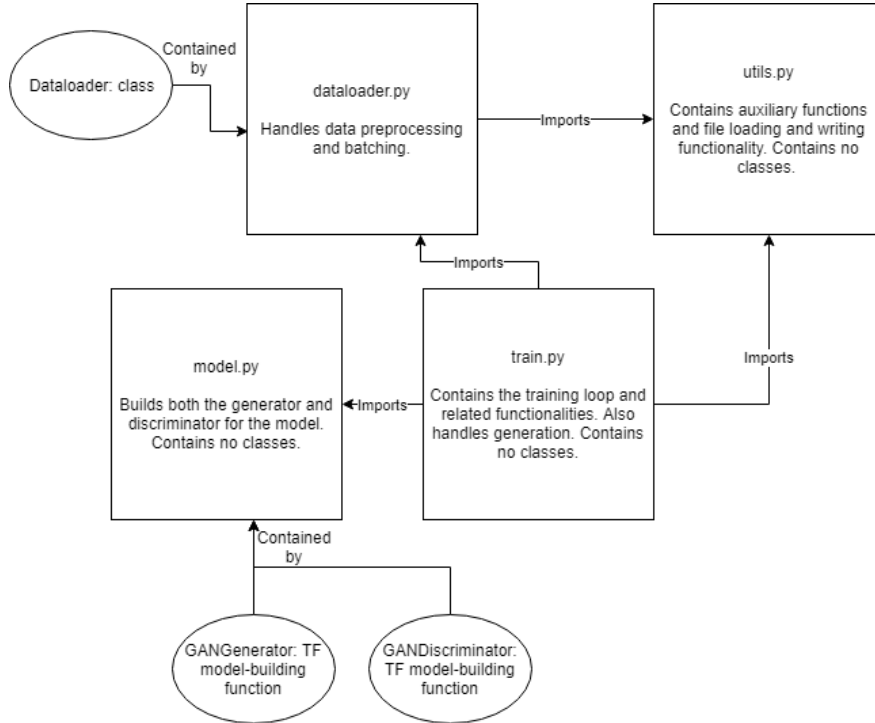 Contained
by
Dataloader: class
dataloader.py
Handles data preprocessing
and batching.
Imports
utils.py
Contains auxiliary functions
and file loading and writing
functionality. Contains no
classes.
Imports
Imports
model.py
Builds both the generator and
discriminator for the model.
Contains no classes.
Imports
train.py
Contains the training loop and
related functionalities. Also
handles generation. Contains
no classes.
Contained
by
GANGenerator: TF
model-building
function
GANDiscriminator:
TF model-building
function